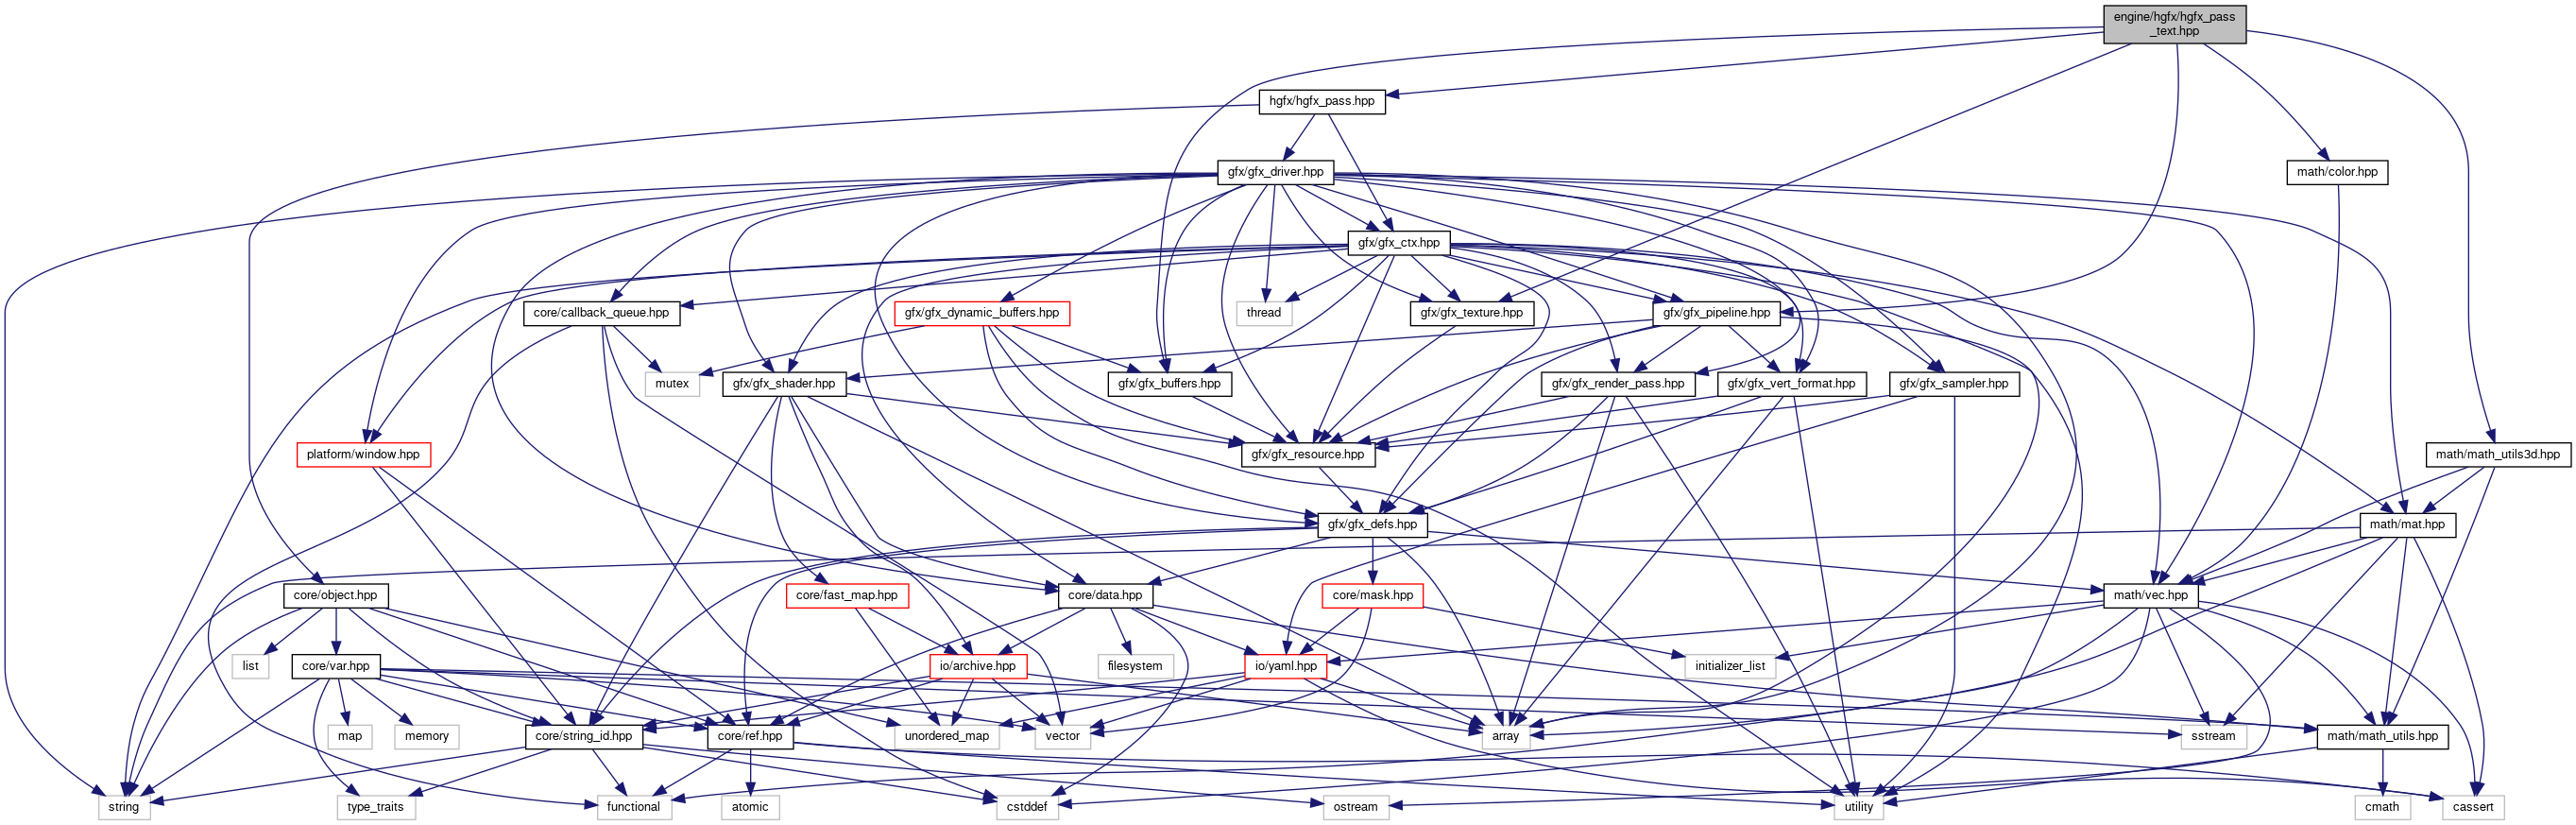 engine/hgfx/hgfx_pass
_text.hpp
hgfx/hgfx_pass.hpp
gfx/gfx_driver.hpp
math/color.hpp
gfx/gfx_ctx.hpp
core/callback_queue.hpp
gfx/gfx_dynamic_buffers.hpp
thread
gfx/gfx_texture.hpp
gfx/gfx_pipeline.hpp
mutex
gfx/gfx_shader.hpp
gfx/gfx_buffers.hpp
gfx/gfx_render_pass.hpp
gfx/gfx_vert_format.hpp
gfx/gfx_sampler.hpp
platform/window.hpp
gfx/gfx_resource.hpp
math/math_utils3d.hpp
gfx/gfx_defs.hpp
math/mat.hpp
core/object.hpp
core/fast_map.hpp
core/data.hpp
core/mask.hpp
math/vec.hpp
list
core/var.hpp
io/archive.hpp
filesystem
io/yaml.hpp
initializer_list
map
memory
core/string_id.hpp
core/ref.hpp
unordered_map
vector
array
sstream
math/math_utils.hpp
string
type_traits
functional
atomic
cstddef
ostream
utility
cmath
cassert